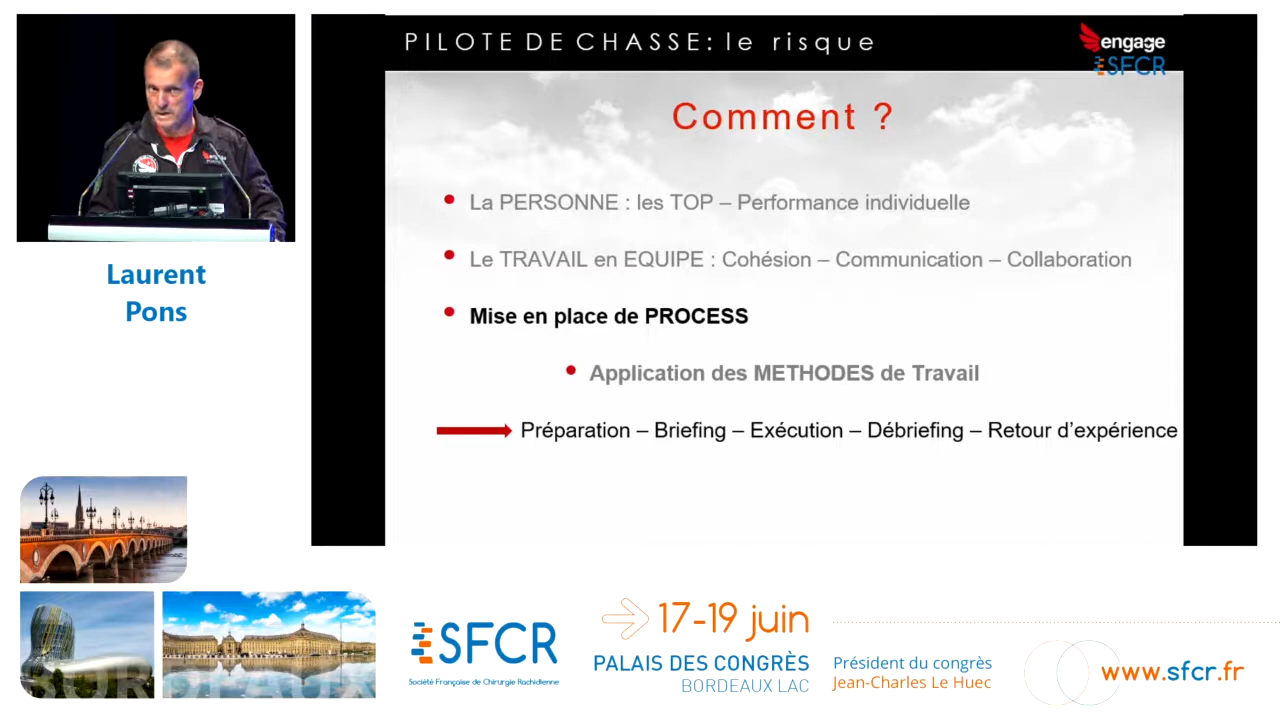 PILOTE DE CHASSE: le risque
engage
SFCR
Comment ?
La PERSONNE : les TOP – Performance individuelle
Le TRAVAIL en EQUIPE : Cohésion – Communication – Collaboration
Mise en place de PROCESS
Application des METHODES de Travail
Préparation – Briefing – Exécution – Débriefing – Retour d'expérience
Laurent
Pons
BORDEAUX
SFCR
Société Française de Chirurgie Rachidienne
17-19 juin
PALAIS DES CONGRÈS
BORDEAUX LAC
Président du congrès
Jean-Charles Le Huec
www.sfcr.fr